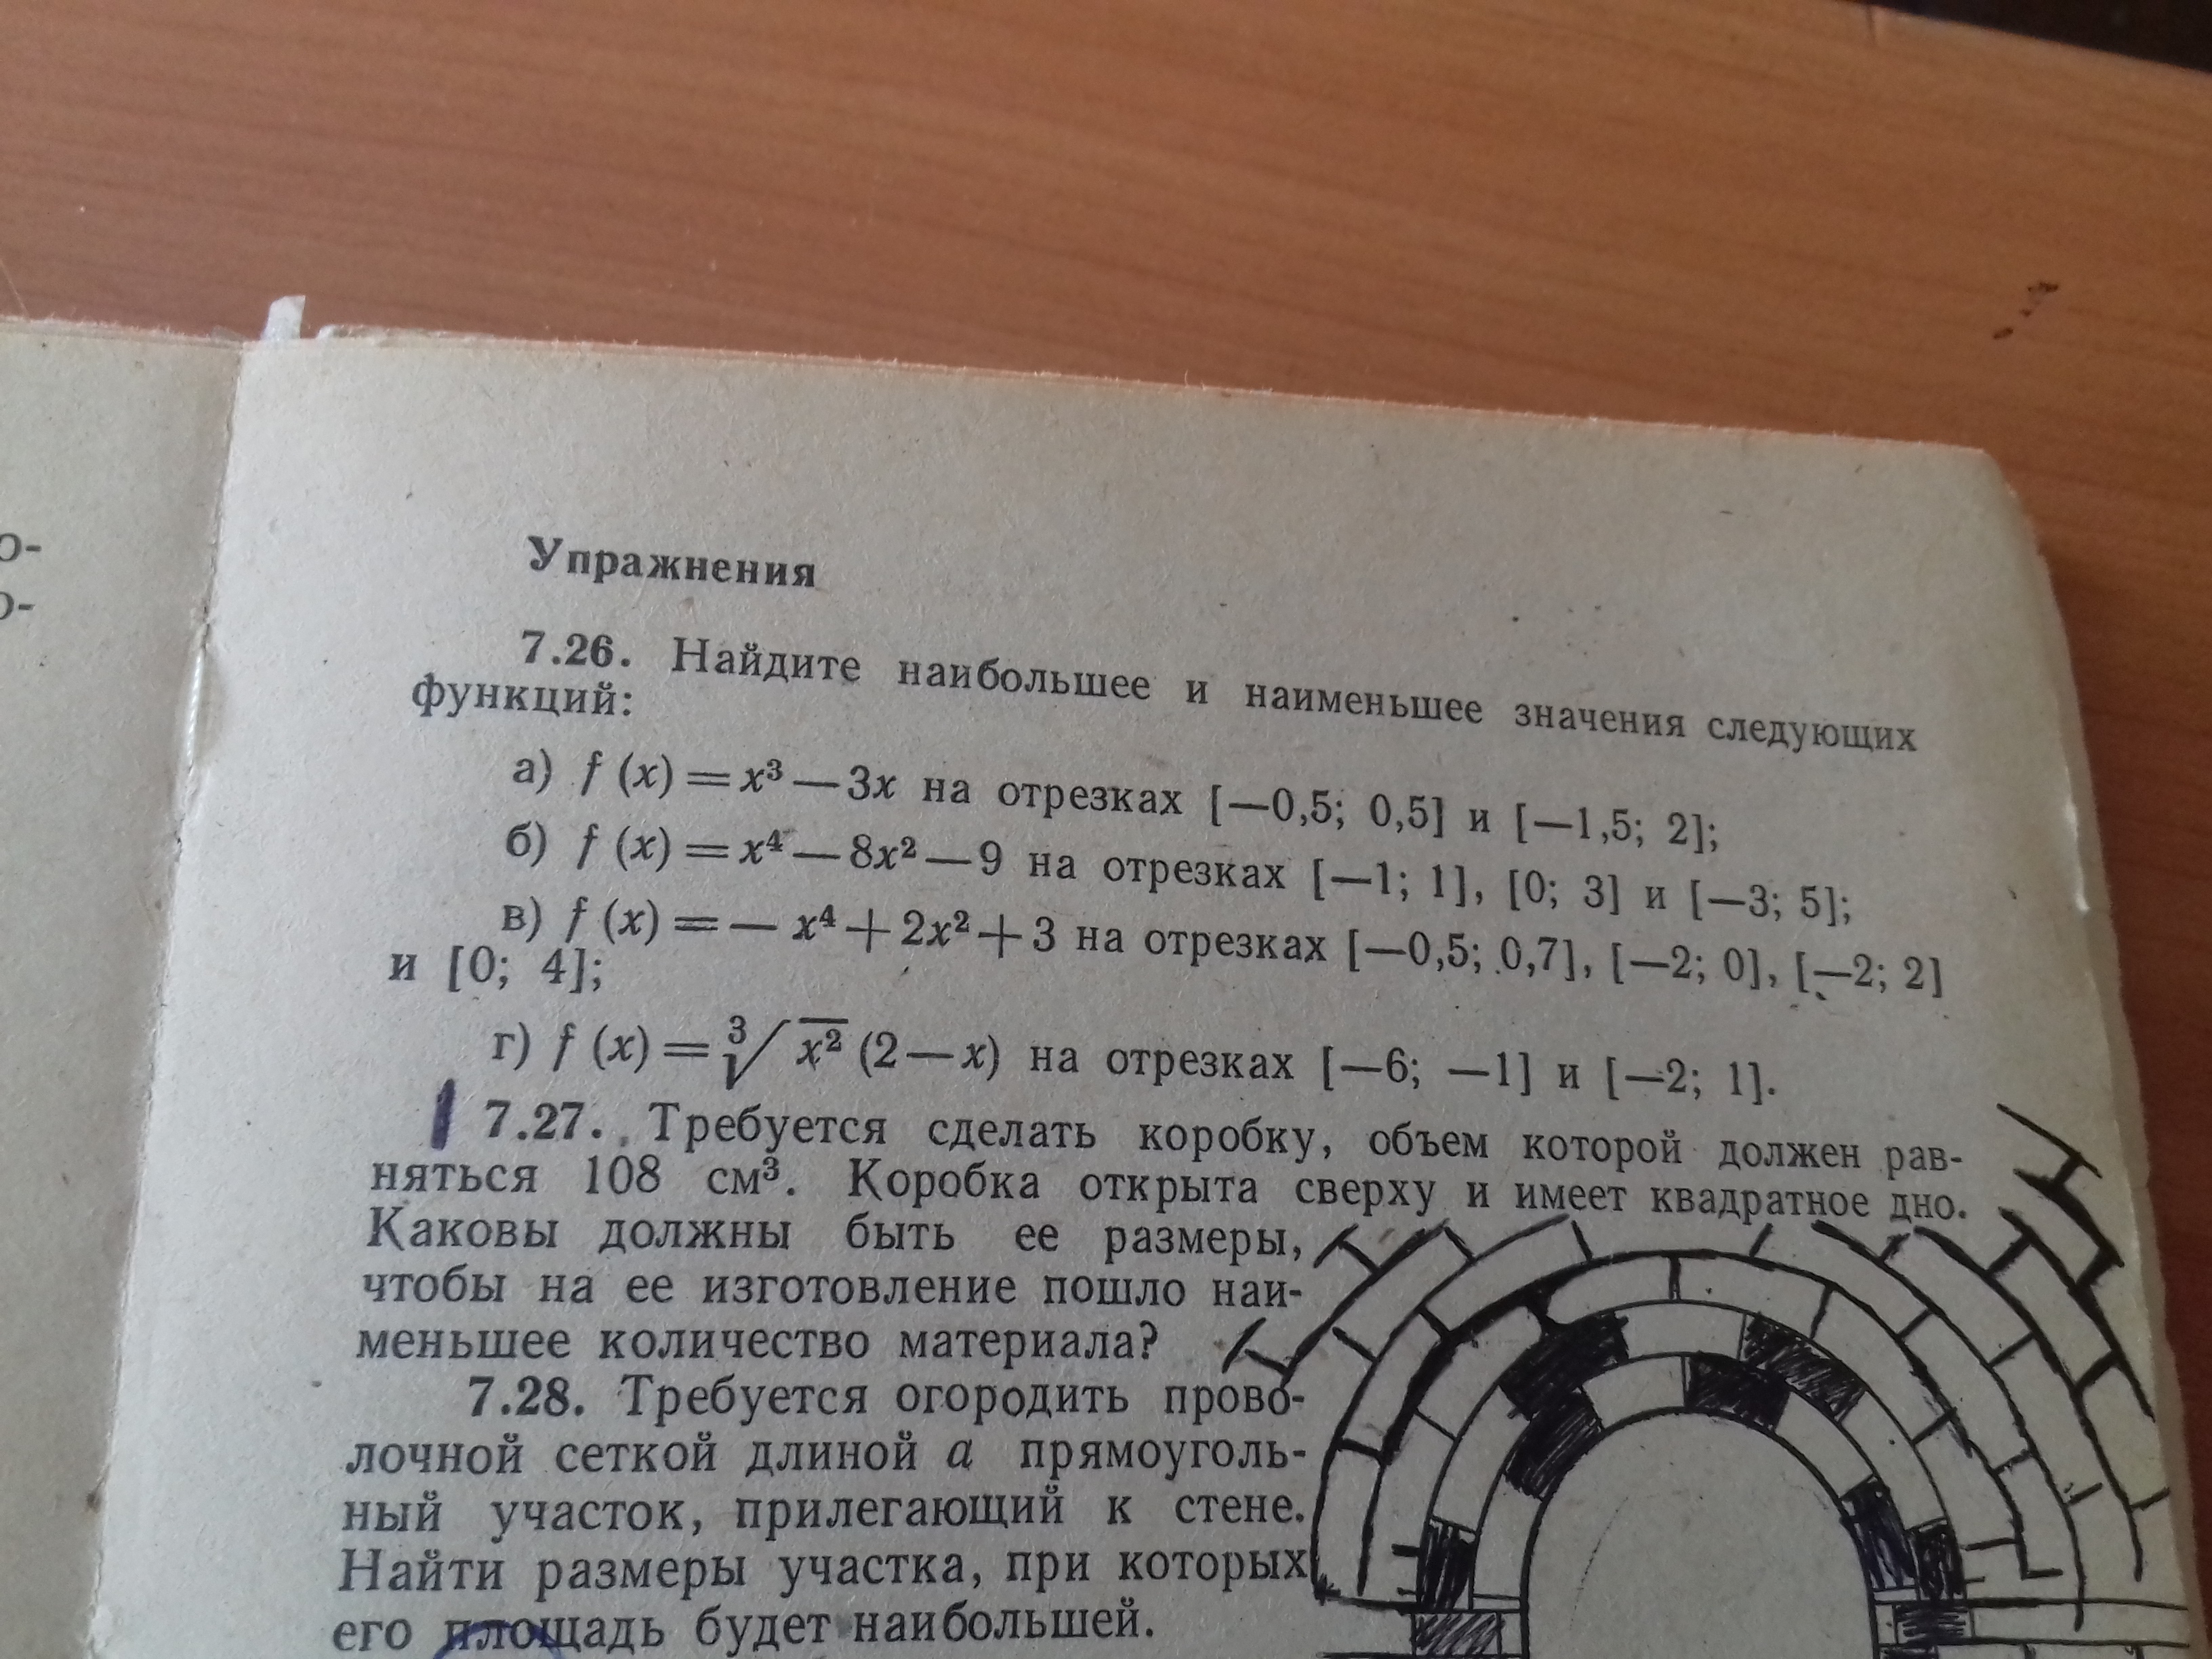 о-
о-
Упражнения
7.26. Найдите наибольшее и наименьшее значения следующих
функций:
а) f (x) = x³ — 3x на отрезках [—0,5; 0,5] и [—1,5; 2];
б) f (x) = x⁴ — 8x² — 9 на отрезках [—1; 1], [0; 3] и [—3; 5];
в) f (x) = — x⁴ + 2x² + 3 на отрезках [—0,5; 0,7], [—2; 0], [—2; 2]
и [0; 4];
г) f (x) = ∛x² (2 — x) на отрезках [—6; —1] и [—2; 1].
7.27. Требуется сделать коробку, объем которой должен рав-
няться 108 см³. Коробка открыта сверху и имеет квадратное дно.
Каковы должны быть ее размеры,
чтобы на ее изготовление пошло наи-
меньшее количество материала?
7.28. Требуется огородить прово-
лочной сеткой длиной a прямоуголь-
ный участок, прилегающий к стене.
Найти размеры участка, при которых
его площадь будет наибольшей.